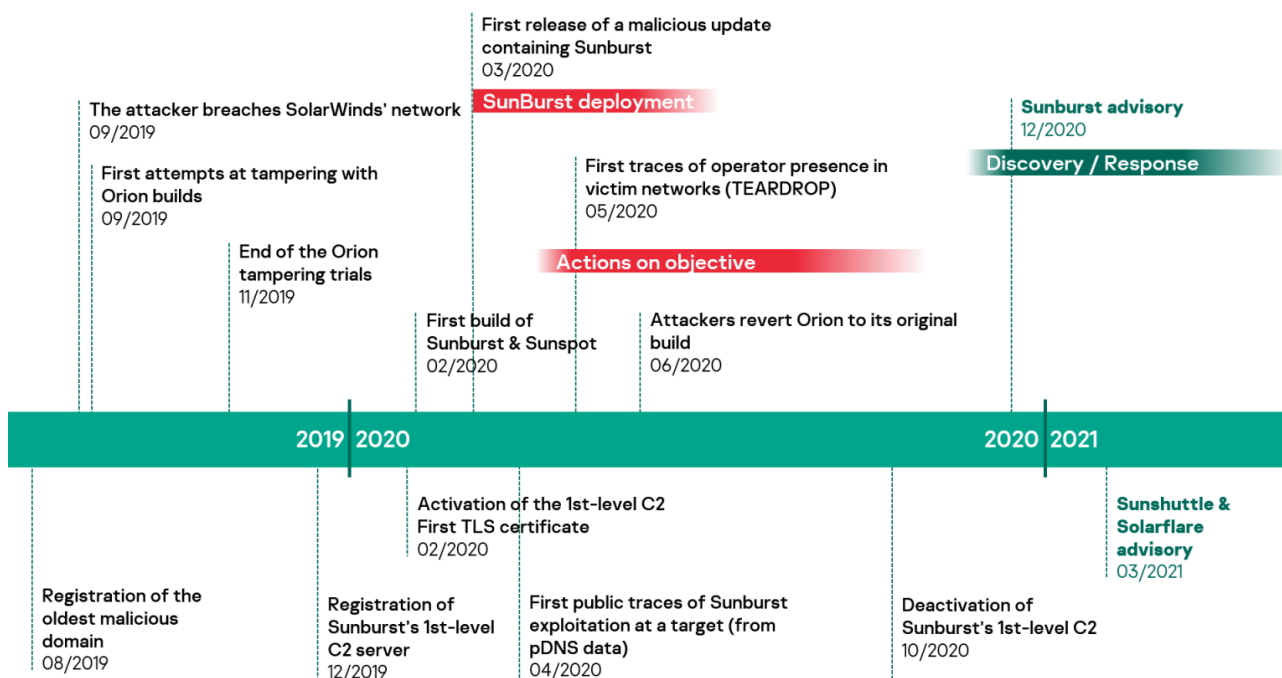 First release of a malicious update
containing Sunburst
03/2020
SunBurst deployment
The attacker breaches SolarWinds' network
09/2019
Sunburst advisory
12/2020
Discovery / Response
First attempts at tampering with
Orion builds
09/2019
First traces of operator presence in
victim networks (TEARDROP)
05/2020
End of the Orion
tampering trials
11/2019
Actions on objective
First build of
Sunburst & Sunspot
02/2020
Attackers revert Orion to its original
build
06/2020
2019 2020
2020 2021
Activation of the 1st-level C2
First TLS certificate
02/2020
Sunshuttle &
Solarflare
advisory
03/2021
Registration of the
oldest malicious
domain
08/2019
Registration of
Sunburst's 1st-level
C2 server
12/2019
First public traces of Sunburst
exploitation at a target (from
pDNS data)
04/2020
Deactivation of
Sunburst's 1st-level C2
10/2020